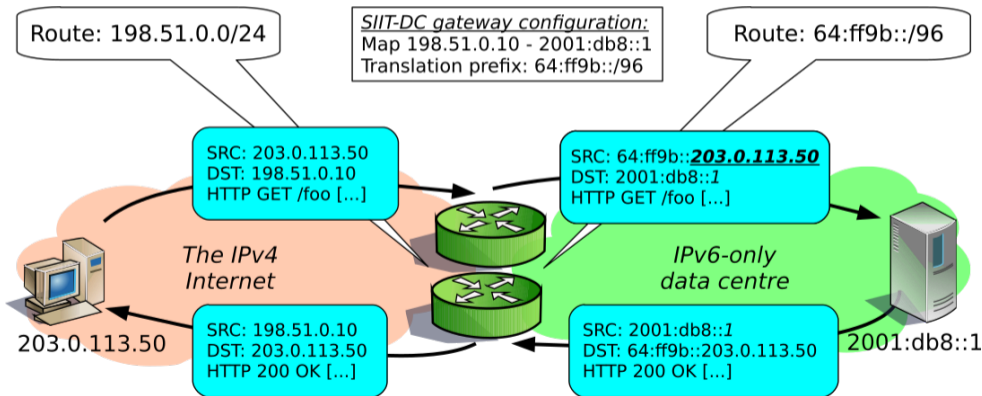 Route: 198.51.0.0/24
SIIT-DC gateway configuration:
Map 198.51.0.10 - 2001:db8::1
Translation prefix: 64:ff9b::/96
Route: 64:ff9b::/96
SRC: 203.0.113.50
DST: 198.51.0.10
HTTP GET /foo [...]
SRC: 64:ff9b::203.0.113.50
DST: 2001:db8::1
HTTP GET /foo [...]
The IPv4
Internet
IPv6-only
data centre
203.0.113.50
SRC: 198.51.0.10
DST: 203.0.113.50
HTTP 200 OK [...]
SRC: 2001:db8::1
DST: 64:ff9b::203.0.113.50
HTTP 200 OK [...]
2001:db8::1